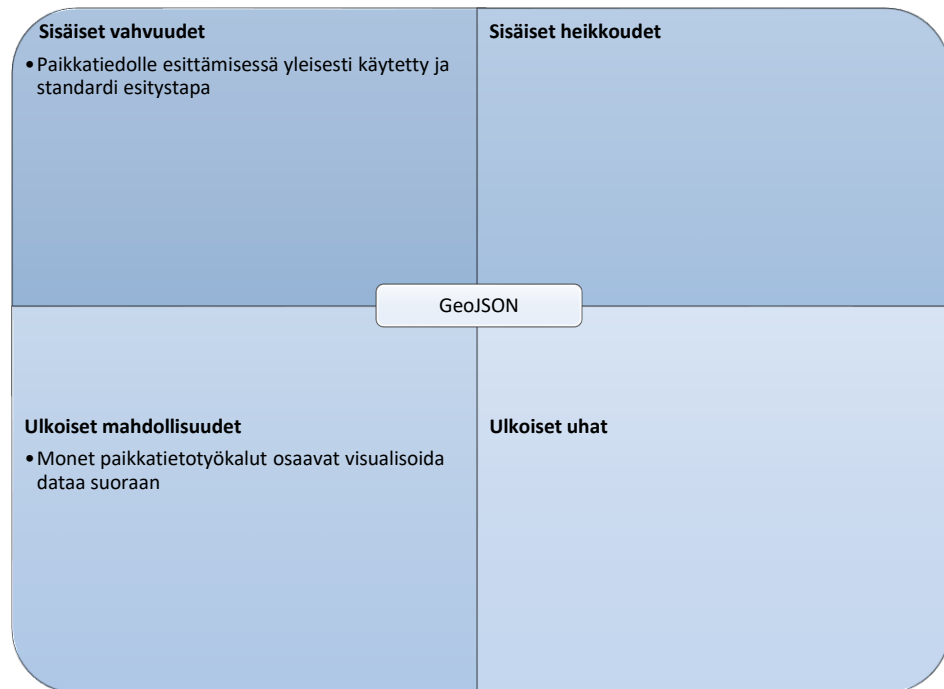 Sisäiset vahvuudet
•Paikkatiedolle esittämisessä yleisesti käytetty ja
standardi esitystapa
Sisäiset heikkoudet
GeoJSON
Ulkoiset mahdollisuudet
•Monet paikkatietotyökalut osaavat visualisoida
dataa suoraan
Ulkoiset uhat